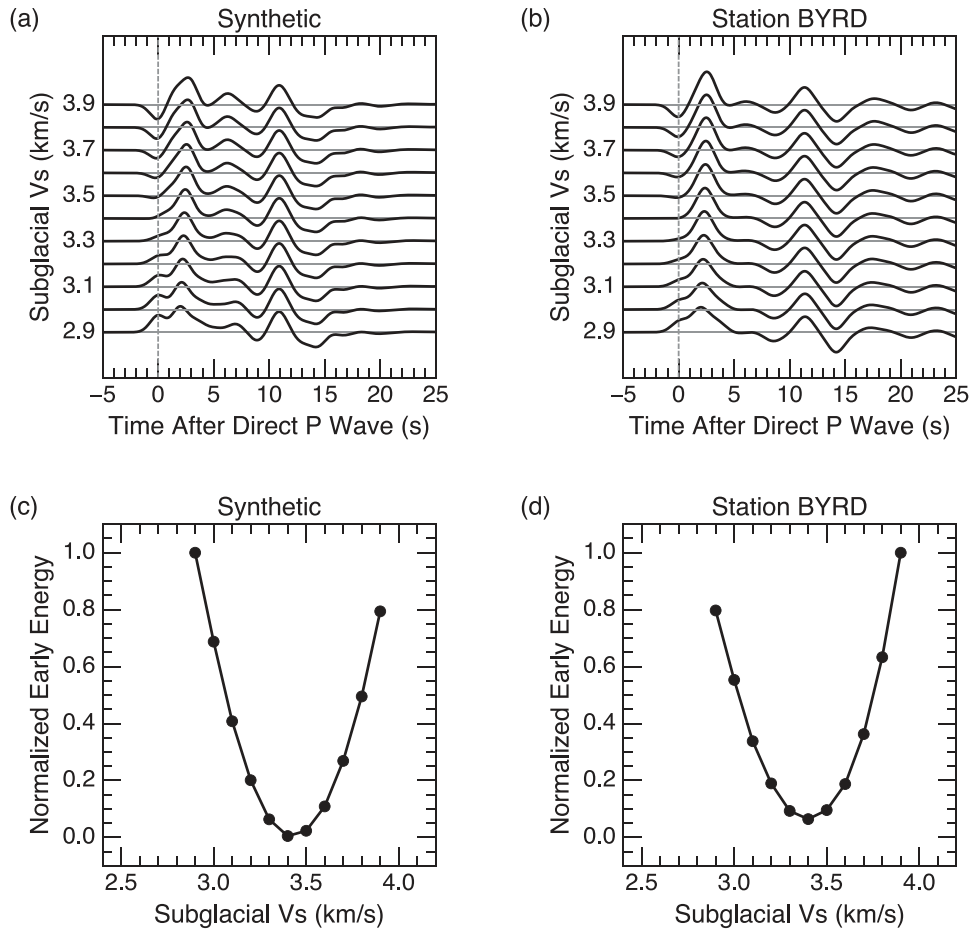 (a) Synthetic
Subglacial Vs (km/s)
3.9
3.7
3.5
3.3
3.1
2.9
−5 0 5 10 15 20 25
Time After Direct P Wave (s)
(b) Station BYRD
Subglacial Vs (km/s)
3.9
3.7
3.5
3.3
3.1
2.9
−5 0 5 10 15 20 25
Time After Direct P Wave (s)
(c) Synthetic
Normalized Early Energy
1.0
0.8
0.6
0.4
0.2
0.0
2.5 3.0 3.5 4.0
Subglacial Vs (km/s)
(d) Station BYRD
Normalized Early Energy
1.0
0.8
0.6
0.4
0.2
0.0
2.5 3.0 3.5 4.0
Subglacial Vs (km/s)